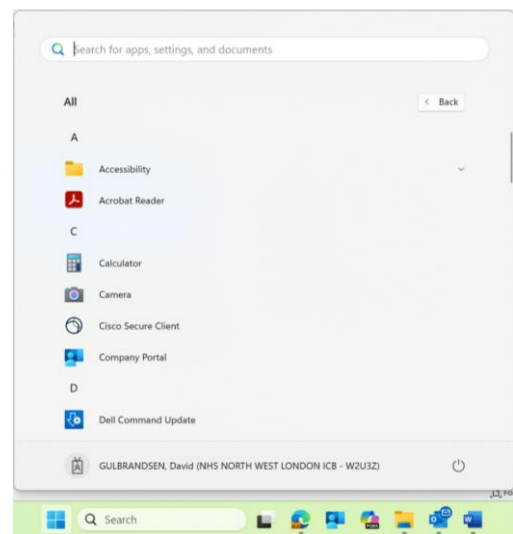 Search for apps, settings, and documents
All
Back
A
Accessibility
Acrobat Reader
C
Calculator
Camera
Cisco Secure Client
Company Portal
D
Dell Command Update
GULBRANDSEN, David (NHS NORTH WEST LONDON ICB - W2U3Z)
Search